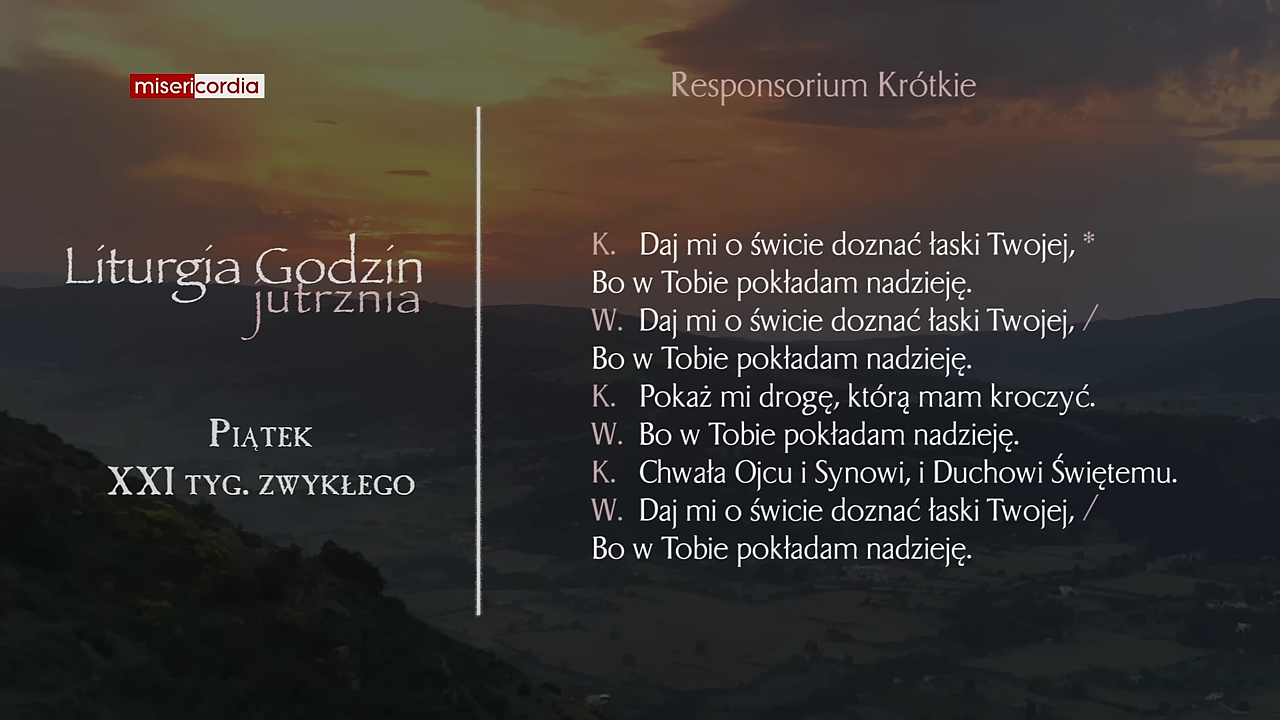 misericordia
Liturgia Godzin
jutrznia
Piątek
XXI tyg. zwykłego
Responsorium Krótkie
K. Daj mi o świcie doznać łaski Twojej, *
Bo w Tobie pokładam nadzieję.
W. Daj mi o świcie doznać łaski Twojej, /
Bo w Tobie pokładam nadzieję.
K. Pokaż mi drogę, którą mam kroczyć.
W. Bo w Tobie pokładam nadzieję.
K. Chwała Ojcu i Synowi, i Duchowi Świętemu.
W. Daj mi o świcie doznać łaski Twojej, /
Bo w Tobie pokładam nadzieję.